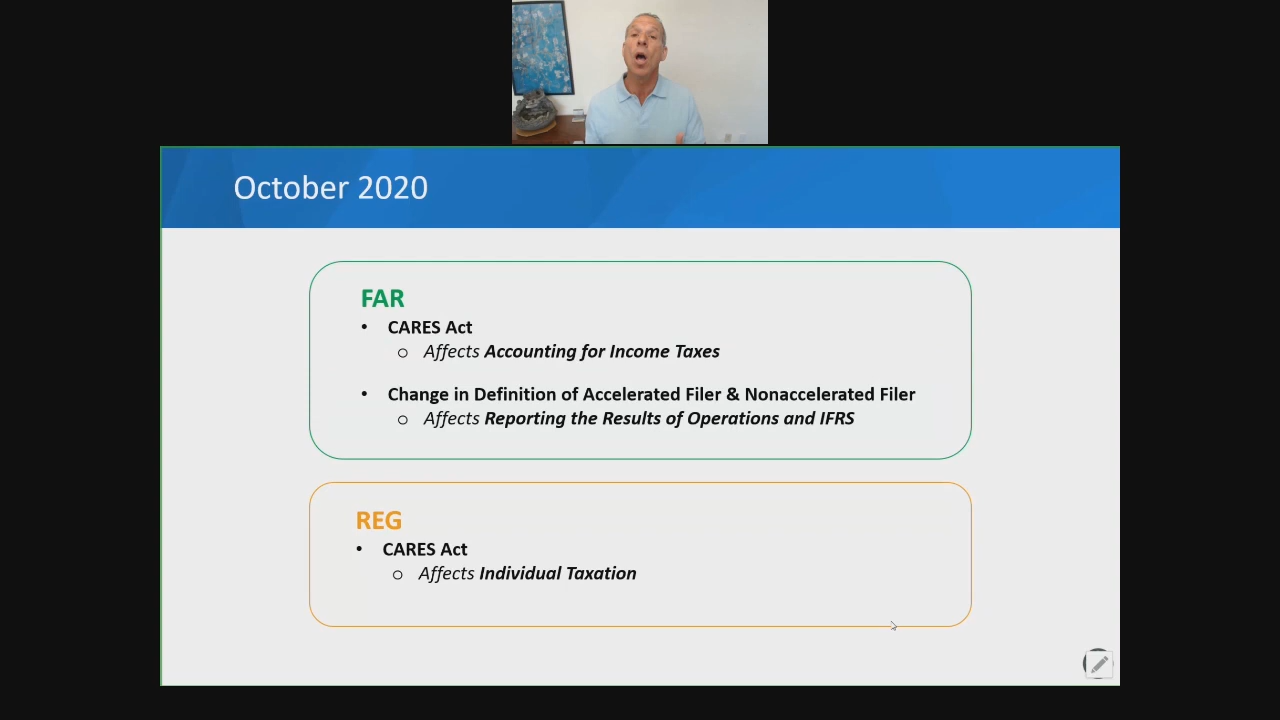 October 2020
FAR
• CARES Act
o Affects Accounting for Income Taxes
• Change in Definition of Accelerated Filer & Nonaccelerated Filer
o Affects Reporting the Results of Operations and IFRS
REG
• CARES Act
o Affects Individual Taxation